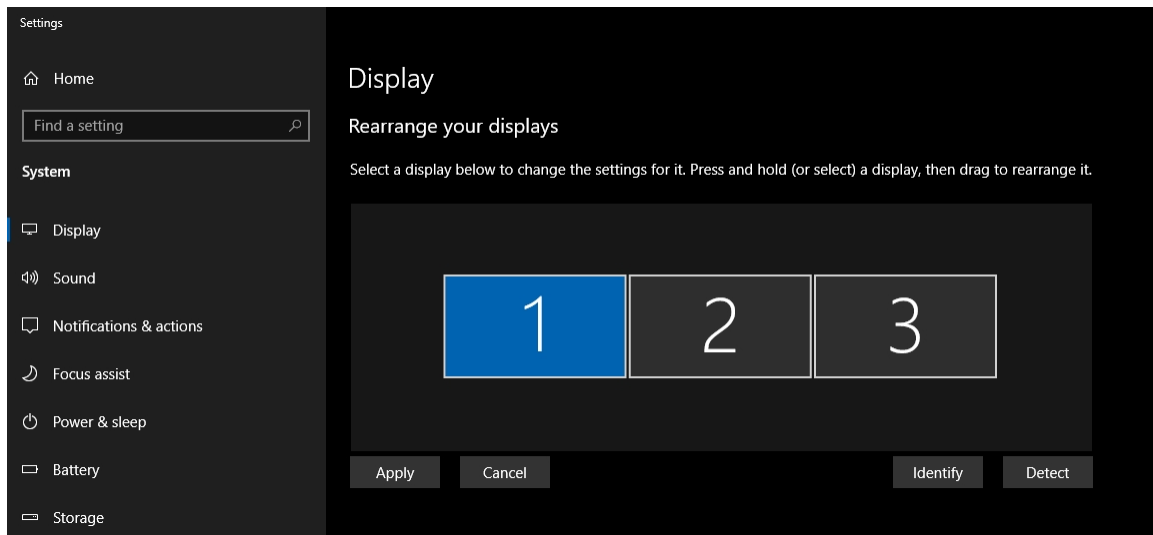 Settings
Home
Find a setting
System
Display
Sound
Notifications & actions
Focus assist
Power & sleep
Battery
Storage
Display
Rearrange your displays
Select a display below to change the settings for it. Press and hold (or select) a display, then drag to rearrange it.
1 2 3
Apply Cancel Identify Detect